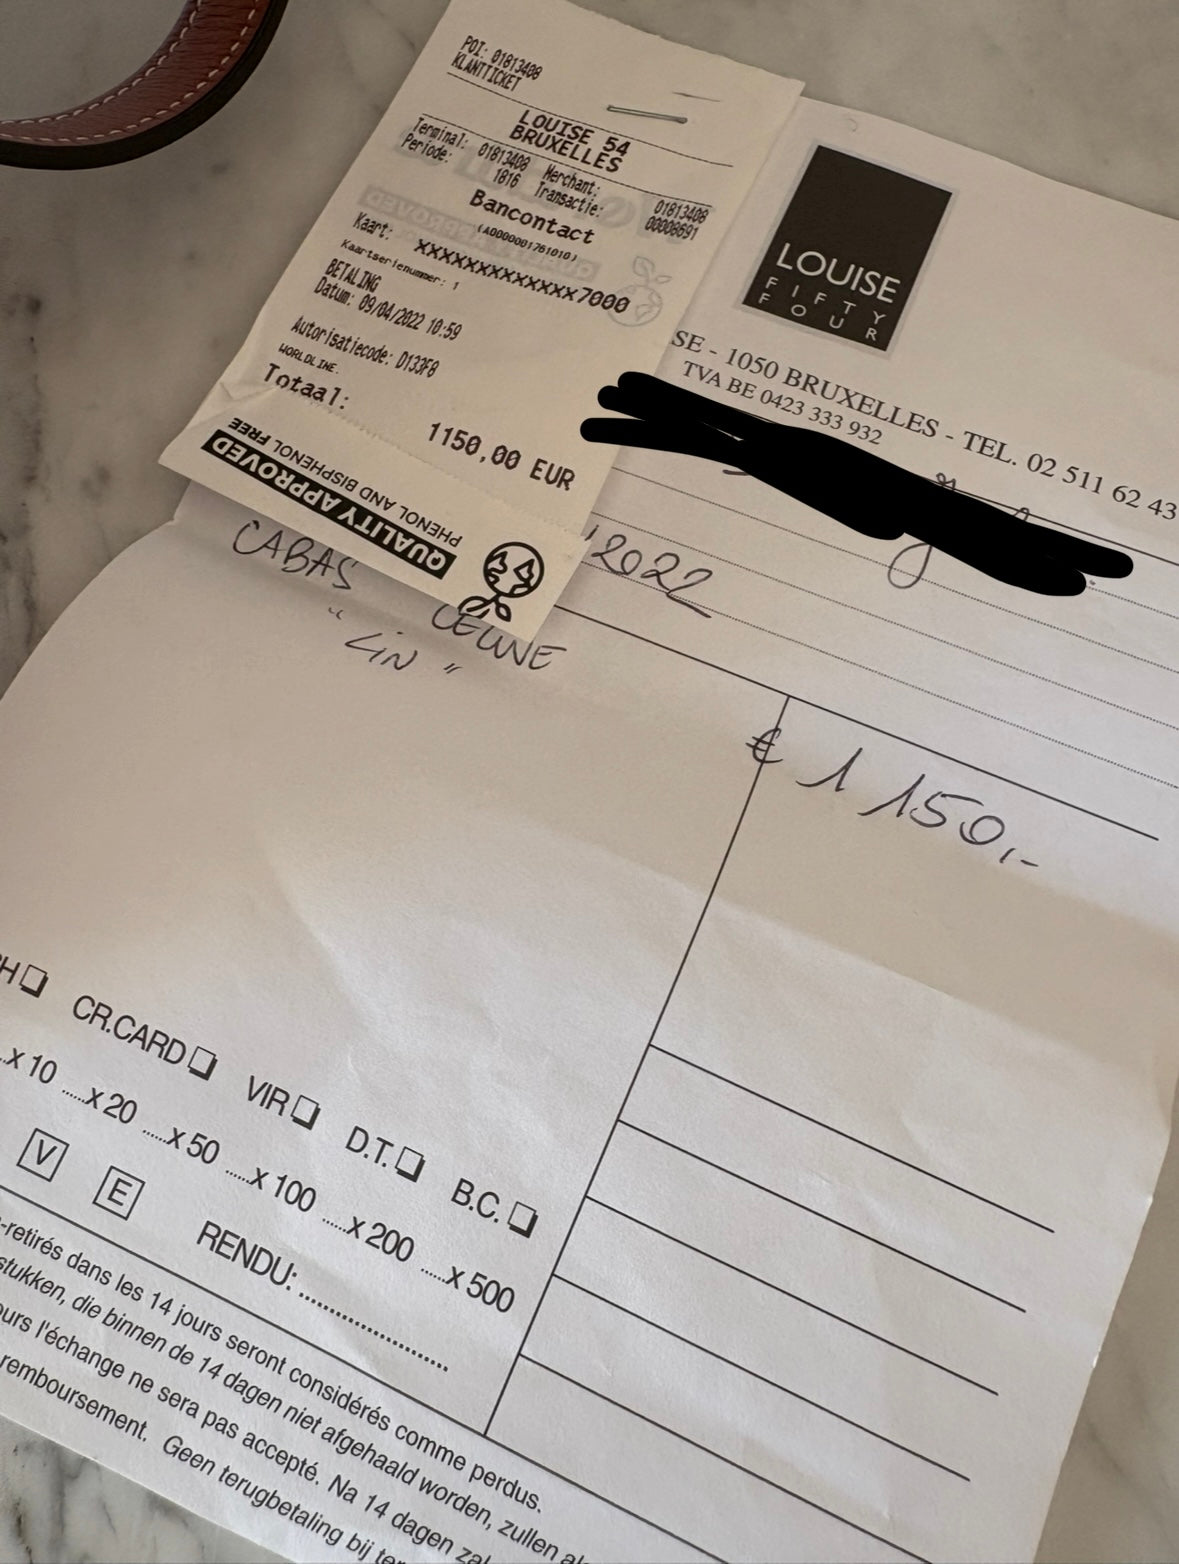 POI: 01813408
KLANTTICKET
LOUISE 54
BRUXELLES
Terminal: 01813408 Merchant: 01813408
Periode: 1816 Transactie: 00008691
Bancontact
(A0000001761010)
Kaart: XXXXXXXXXXXXX7000
Kaartserienummer: 1
BETALING
Datum: 09/04/2022 10:59
Autorisatiecode: D133F8
WORLDLINE.
Totaal:
1150,00 EUR
PHENOL AND BISPHENOL FREE
QUALITY APPROVED
LOUISE
FIFTY
FOUR
SE - 1050 BRUXELLES - TEL. 02 511 62 43
TVA BE 0423 333 932
2022
CABAS CELINE
" LiN "
€ 1 150,-
H CR.CARD VIR D.T. B.C.
x 10 .....x 20 .....x 50 .....x 100 .....x 200 .....x 500
V E RENDU:
-retirés dans les 14 jours seront considérés comme perdus.
stukken, die binnen de 14 dagen niet afgehaald worden, zullen
ours l'échange ne sera pas accepté. Na 14 dagen
remboursement. Geen terugbetaling bij